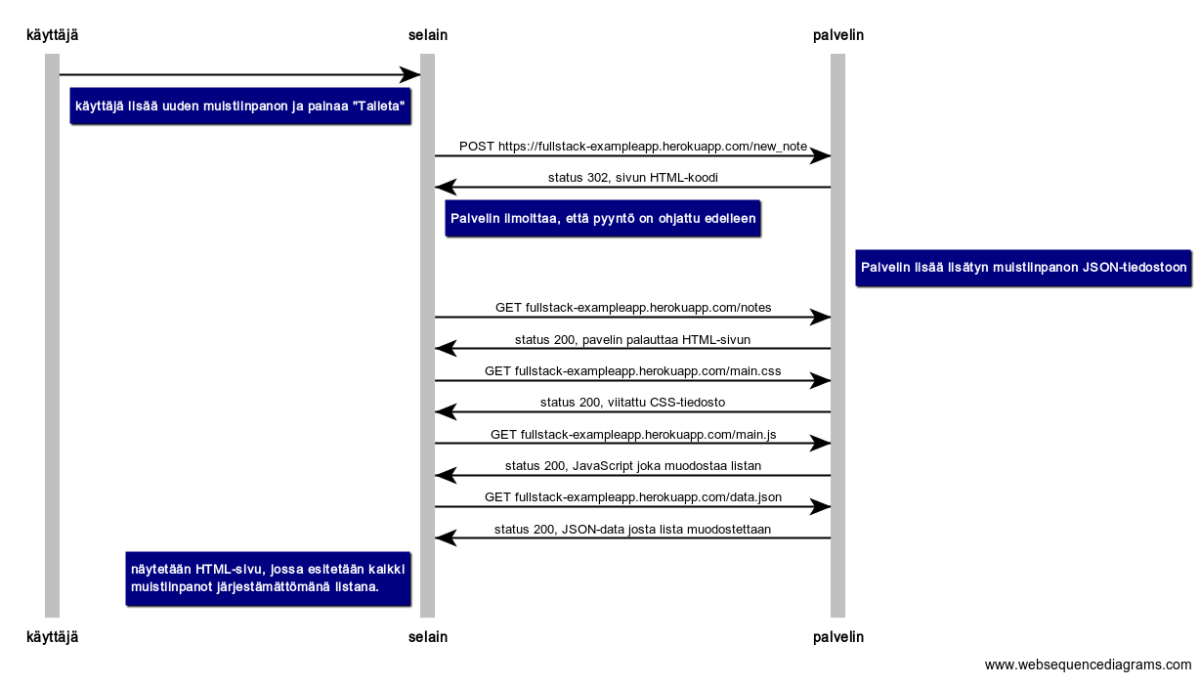 käyttäjä
selain
palvelin
käyttäjä lisää uuden muistiinpanon ja painaa "Talleta"
POST https://fullstack-exampleapp.herokuapp.com/new_note
status 302, sivun HTML-koodi
Palvelin ilmoittaa, että pyyntö on ohjattu edelleen
Palvelin lisää lisätyn muistiinpanon JSON-tiedostoon
GET fullstack-exampleapp.herokuapp.com/notes
status 200, pavelin palauttaa HTML-sivun
GET fullstack-exampleapp.herokuapp.com/main.css
status 200, viitattu CSS-tiedosto
GET fullstack-exampleapp.herokuapp.com/main.js
status 200, JavaScript joka muodostaa listan
GET fullstack-exampleapp.herokuapp.com/data.json
status 200, JSON-data josta lista muodostettaan
näytetään HTML-sivu, jossa esitetään kaikki
muistiinpanot järjestämättömänä listana.
käyttäjä
selain
palvelin
www.websequencediagrams.com